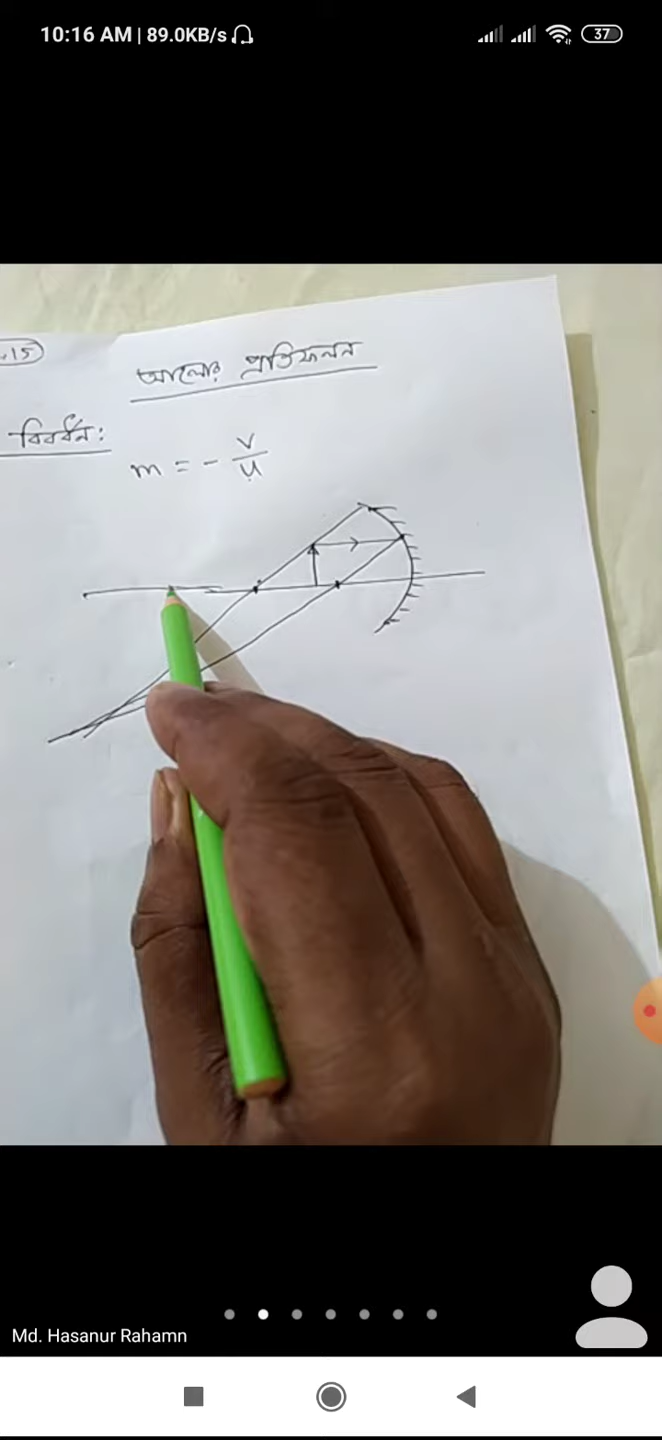 10:16 AM | 89.0KB/s
37
.15
আলোর প্রতিফলন
বিবর্ধন:
m = - v/u
Md. Hasanur Rahamn